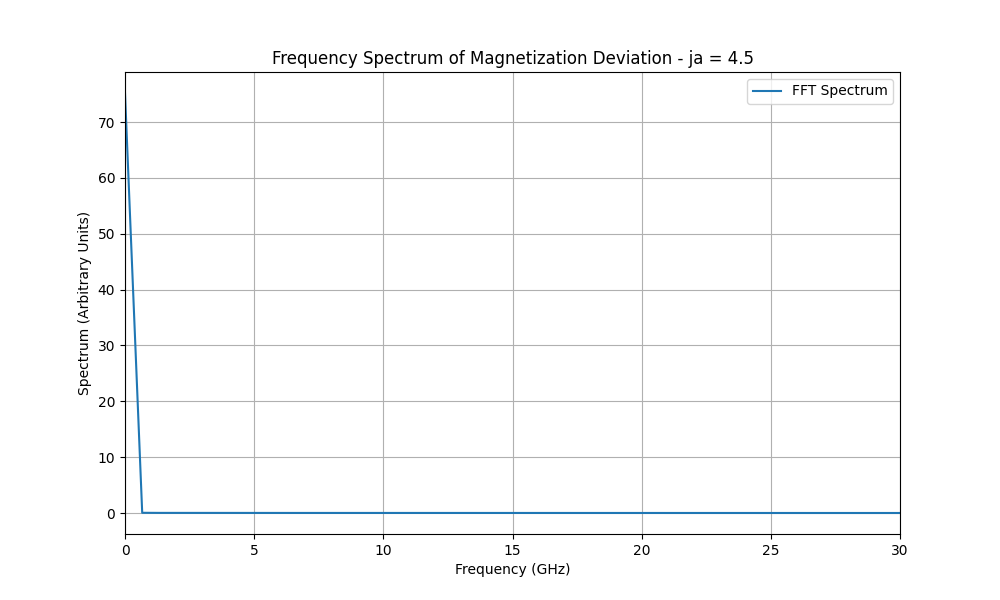 Frequency Spectrum of Magnetization Deviation - ja = 4.5
FFT Spectrum
Spectrum (Arbitrary Units)
70
60
50
40
30
20
10
0
0 5 10 15 20 25 30
Frequency (GHz)